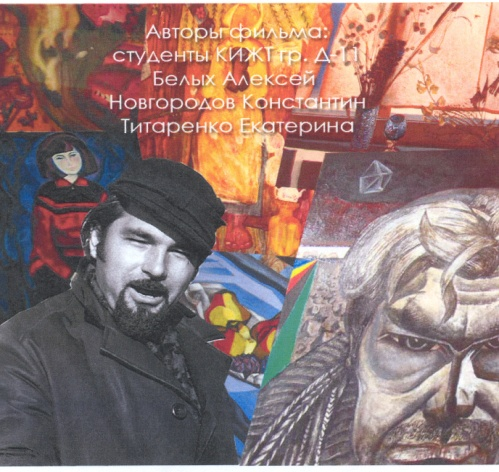 Авторы фильма:
студенты КИЖТ гр. Д-11
Белых Алексей
Новгородов Константин
Титаренко Екатерина